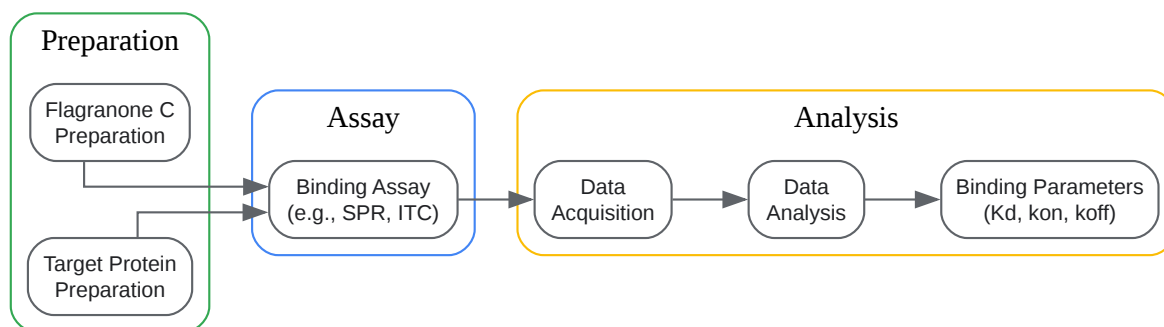 Preparation
Flagranone C
Preparation
Target Protein
Preparation
Assay
Binding Assay
(e.g., SPR, ITC)
Analysis
Data
Acquisition
Data
Analysis
Binding Parameters
(Kd, kon, koff)